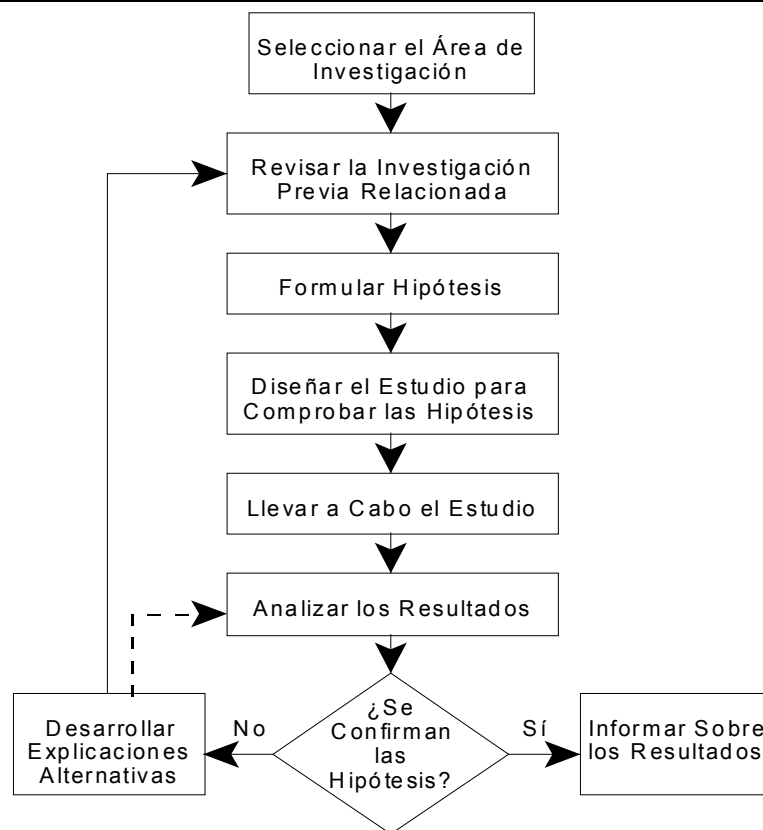 Seleccionar el Área de
Investigación
Revisar la Investigación
Previa Relacionada
Formular Hipótesis
Diseñar el Estudio para
Comprobar las Hipótesis
Llevar a Cabo el Estudio
Analizar los Resultados
¿Se
Confirman
las
Hipótesis?
No
Sí
Desarrollar
Explicaciones
Alternativas
Informar Sobre
los Resultados